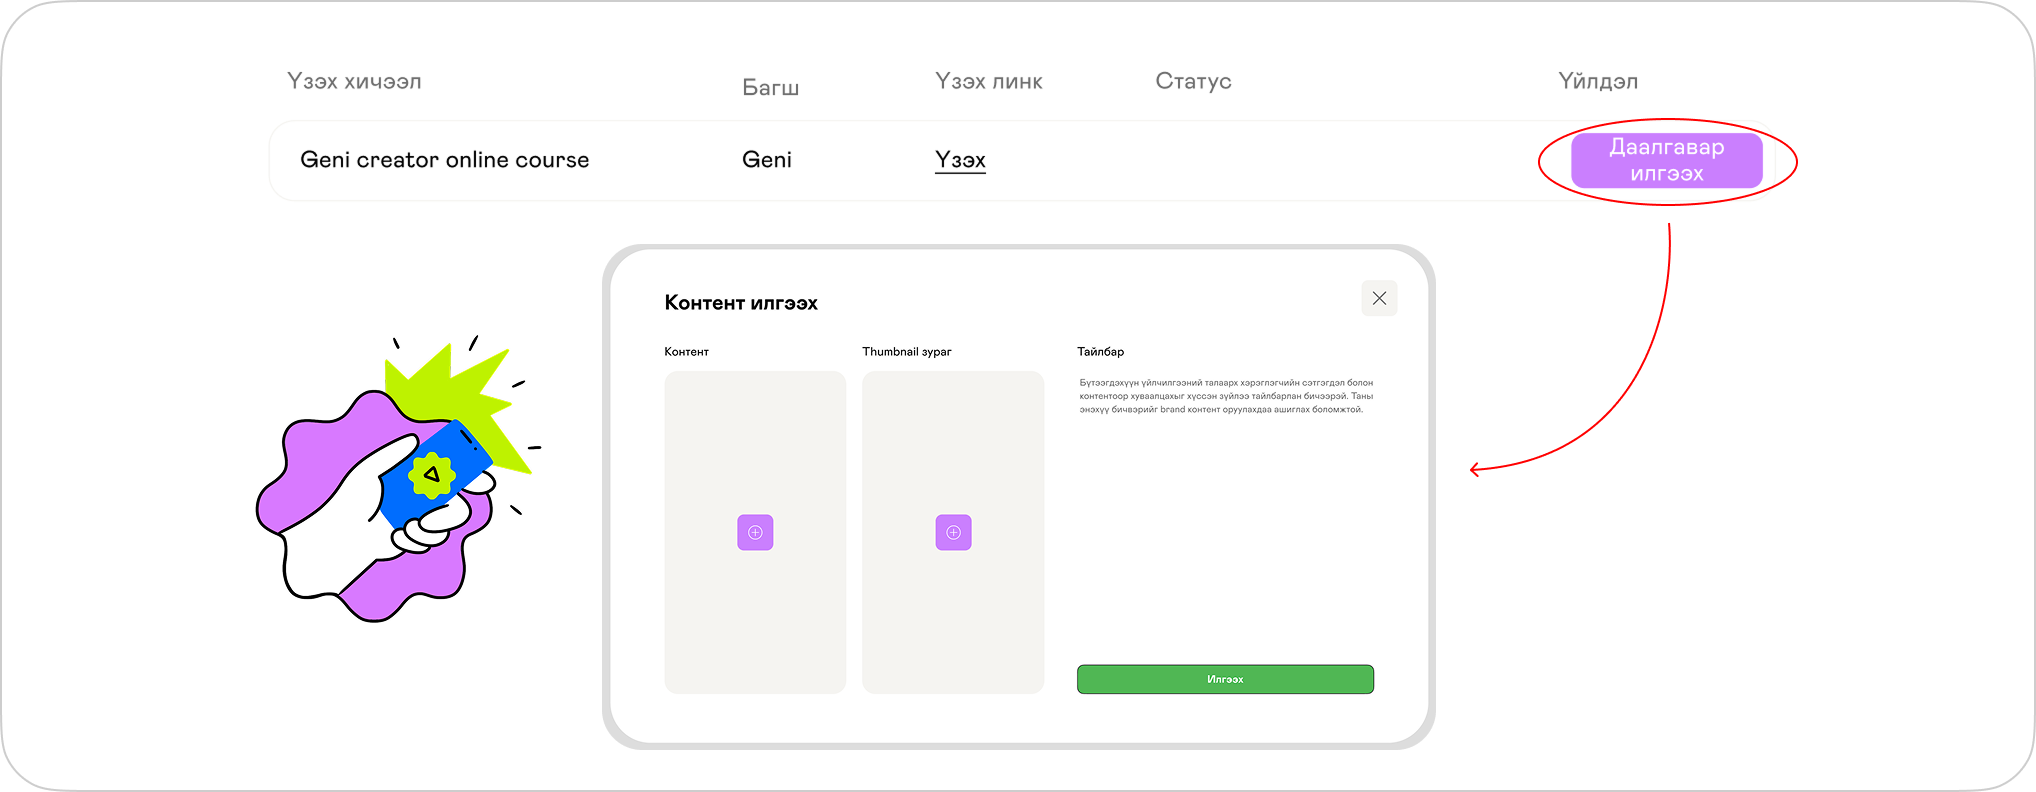 Үзэх хичээл
Багш
Үзэх линк
Статус
Үйлдэл
Geni creator online course
Geni
Үзэх
Даалгавар
илгээх
Контент илгээх
Контент
Thumbnail зураг
Тайлбар
Бүтээгдэхүүн үйлчилгээний талаарх хэрэглэгчийн сэтгэгдэл болон
контентоор хуваалцахыг хүссэн зүйлээ тайлбарлан бичээрэй. Таны
энэхүү бичвэрийг brand контент оруулахдаа ашиглах боломжтой.
Илгээх